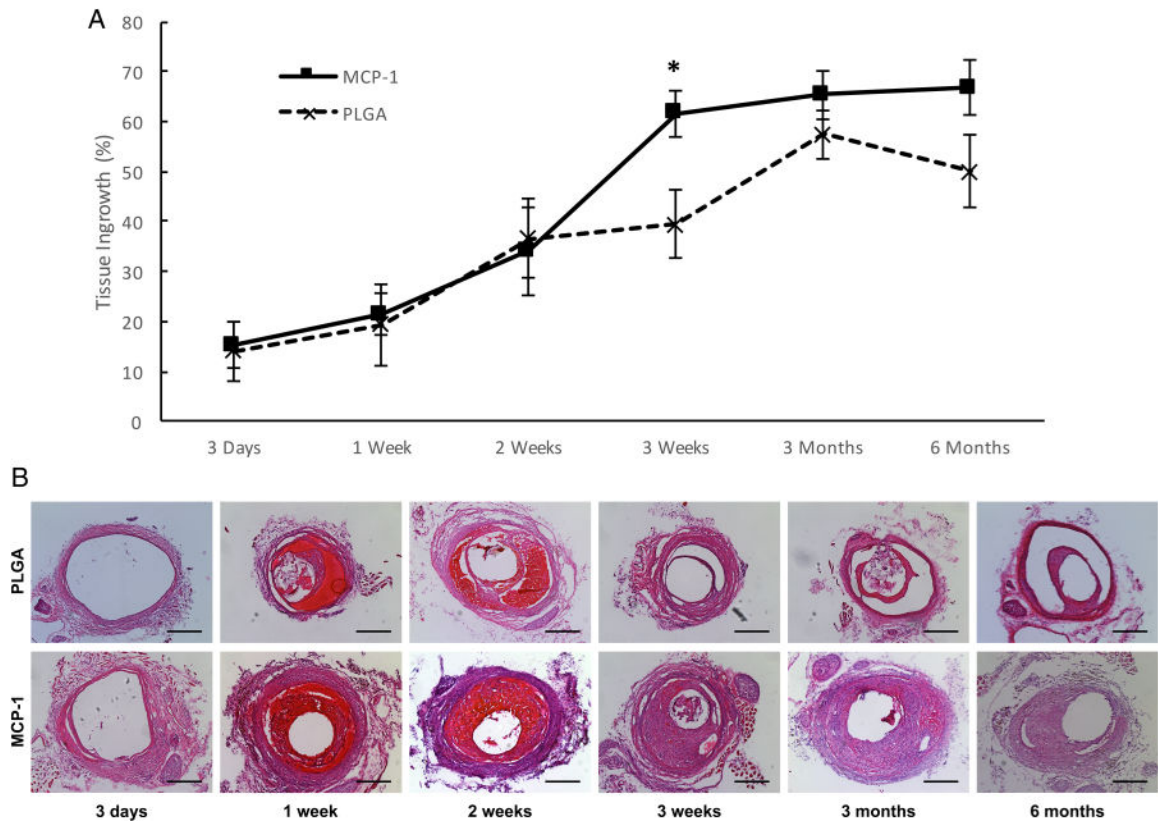 A
80
70
60
50
40
30
20
10
0
Tissue Ingrowth (%)
MCP-1
PLGA
*
3 Days 1 Week 2 Weeks 3 Weeks 3 Months 6 Months
B
PLGA
MCP-1
3 days 1 week 2 weeks 3 weeks 3 months 6 months